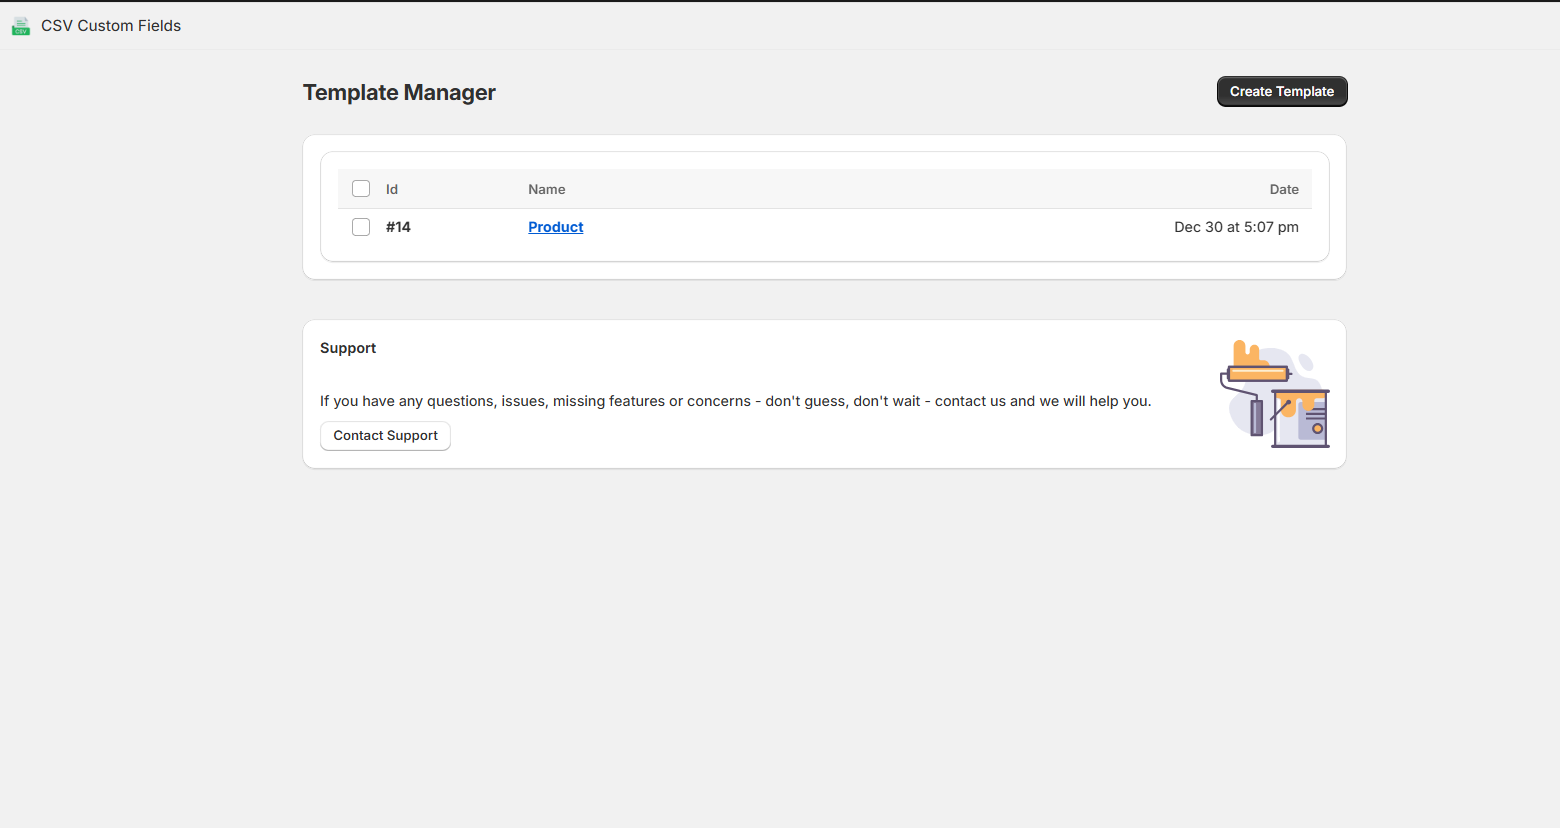 CSV Custom Fields
Template Manager
Create Template
Id Name Date
#14 Product Dec 30 at 5:07 pm
Support
If you have any questions, issues, missing features or concerns - don't guess, don't wait - contact us and we will help you.
Contact Support